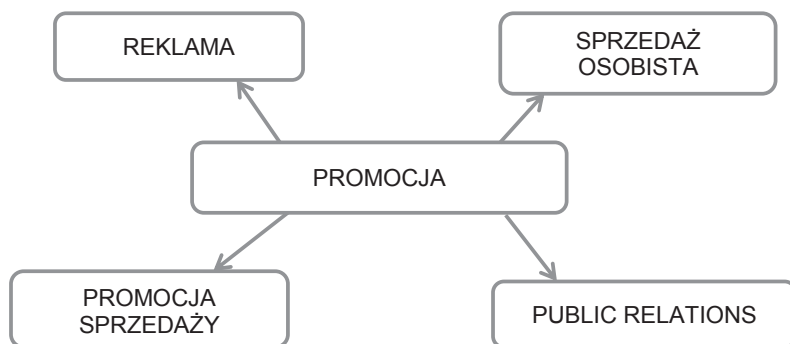 REKLAMA
SPRZEDAŻ
OSOBISTA
PROMOCJA
PROMOCJA
SPRZEDAŻY
PUBLIC RELATIONS